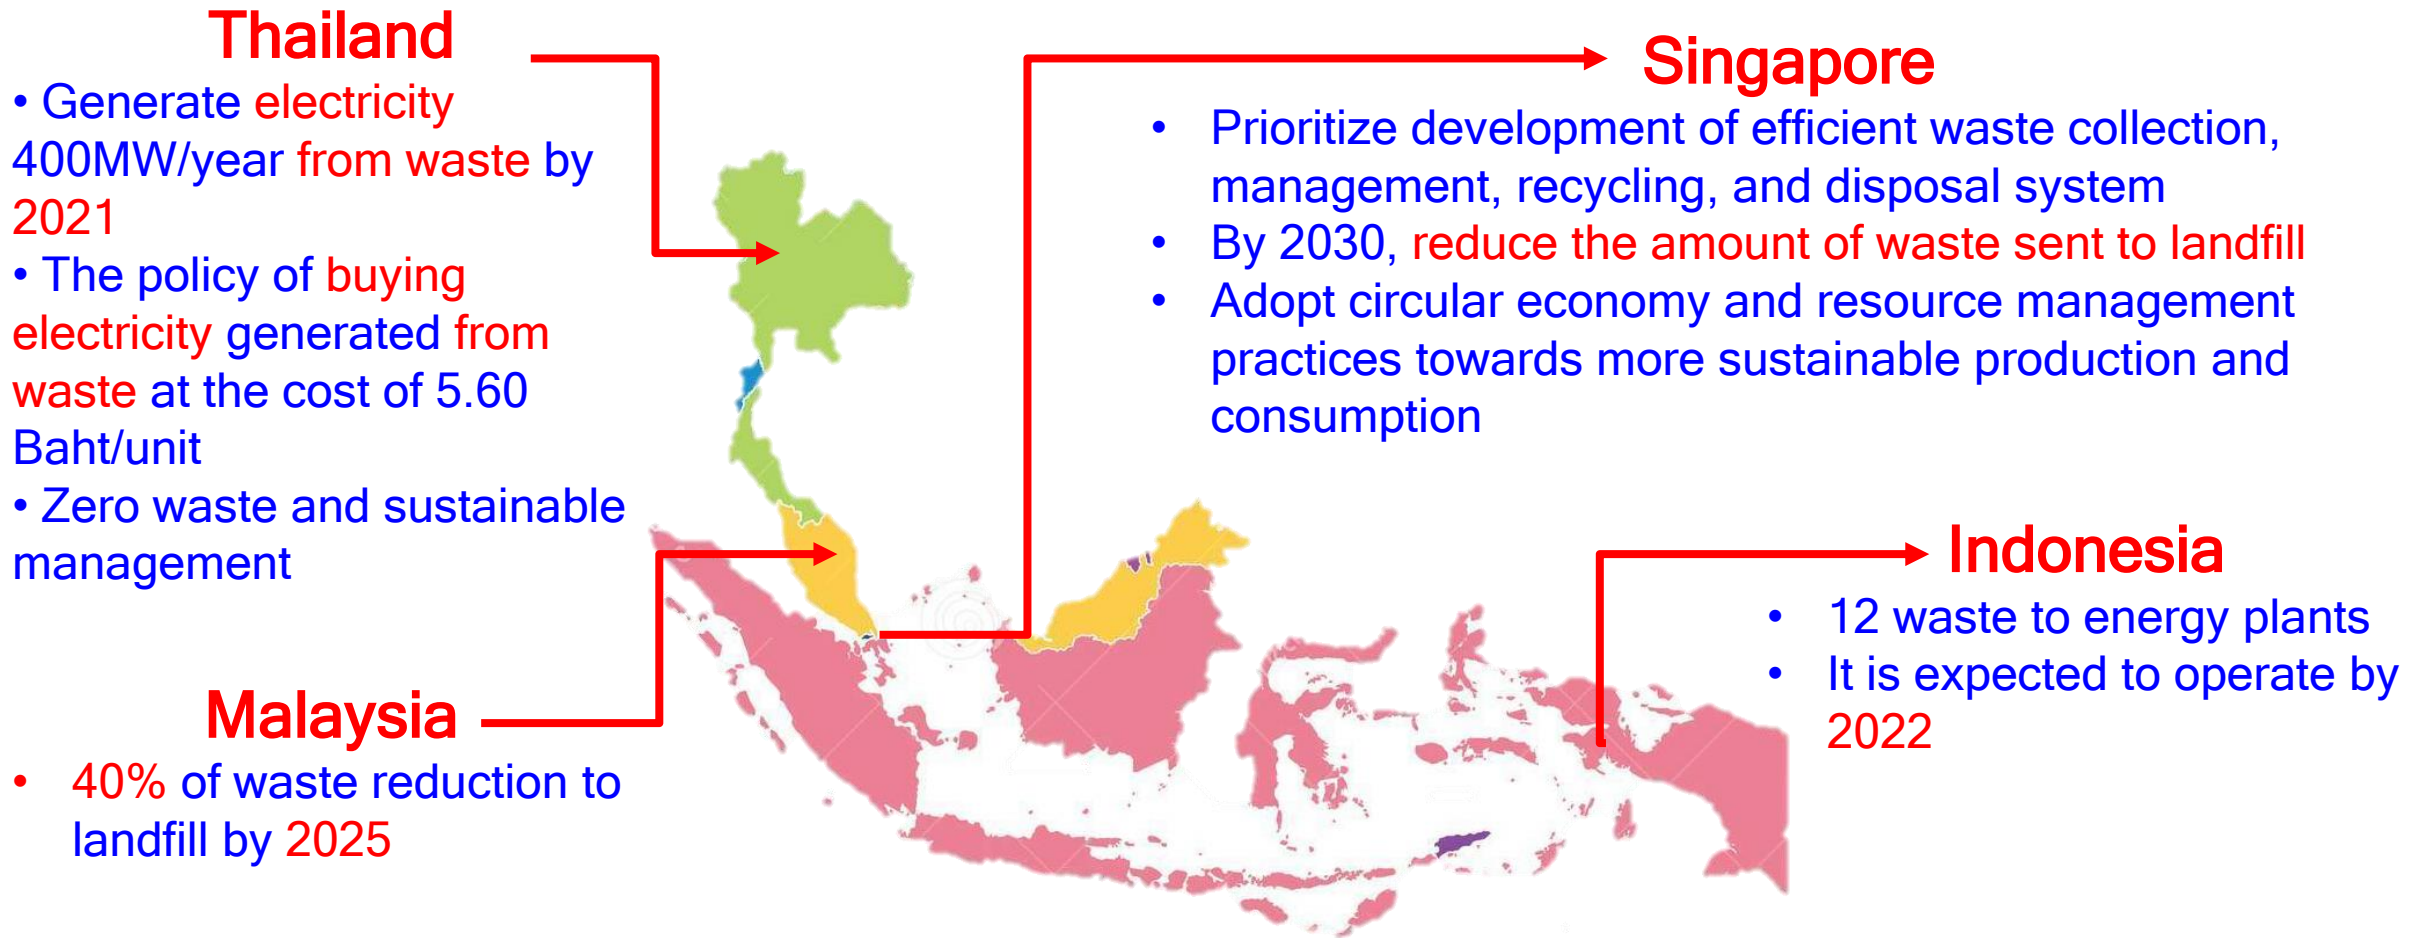 Thailand
• Generate electricity
400MW/year from waste by
2021
• The policy of buying
electricity generated from
waste at the cost of 5.60
Baht/unit
• Zero waste and sustainable
management
Singapore
• Prioritize development of efficient waste collection,
management, recycling, and disposal system
• By 2030, reduce the amount of waste sent to landfill
• Adopt circular economy and resource management
practices towards more sustainable production and
consumption
Malaysia
• 40% of waste reduction to
landfill by 2025
Indonesia
• 12 waste to energy plants
• It is expected to operate by
2022